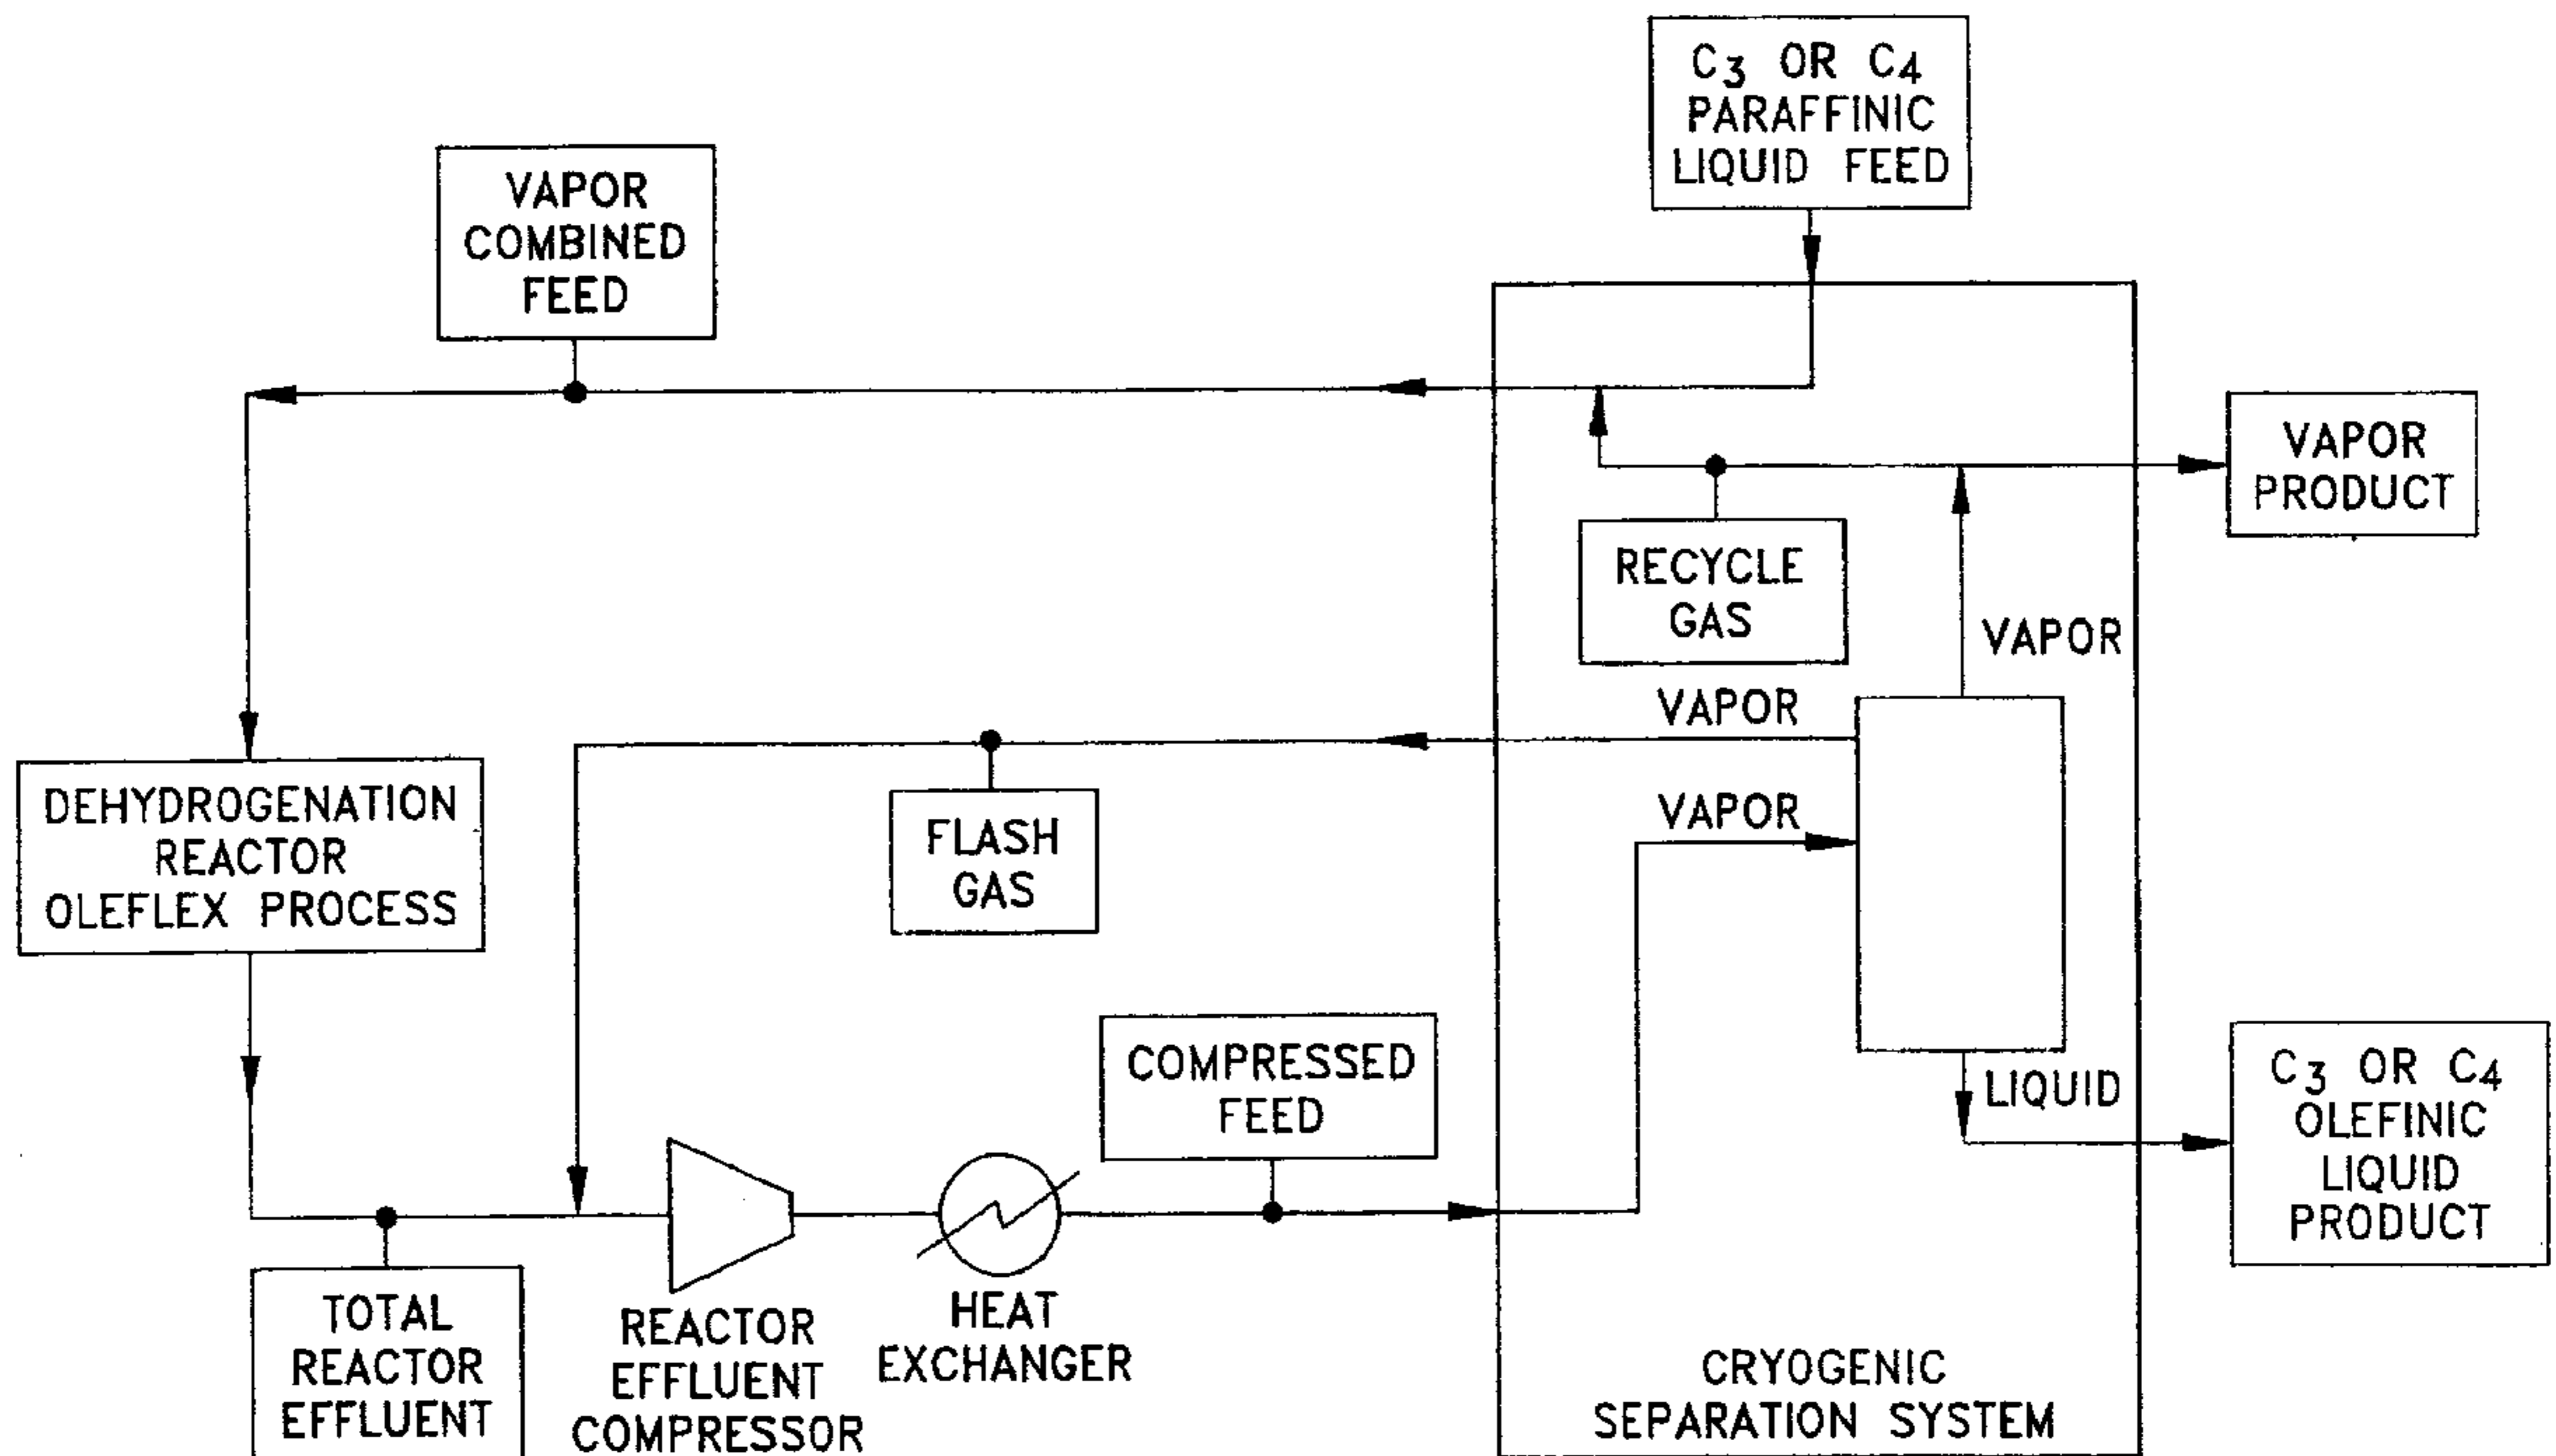 C3 OR C4
PARAFFINIC
LIQUID FEED
VAPOR
COMBINED
FEED
VAPOR
PRODUCT
RECYCLE
GAS
VAPOR
VAPOR
DEHYDROGENATION
REACTOR
OLEFLEX PROCESS
FLASH
GAS
VAPOR
COMPRESSED
FEED
LIQUID
C3 OR C4
OLEFINIC
LIQUID
PRODUCT
TOTAL
REACTOR
EFFLUENT
REACTOR
EFFLUENT
COMPRESSOR
HEAT
EXCHANGER
CRYOGENIC
SEPARATION SYSTEM